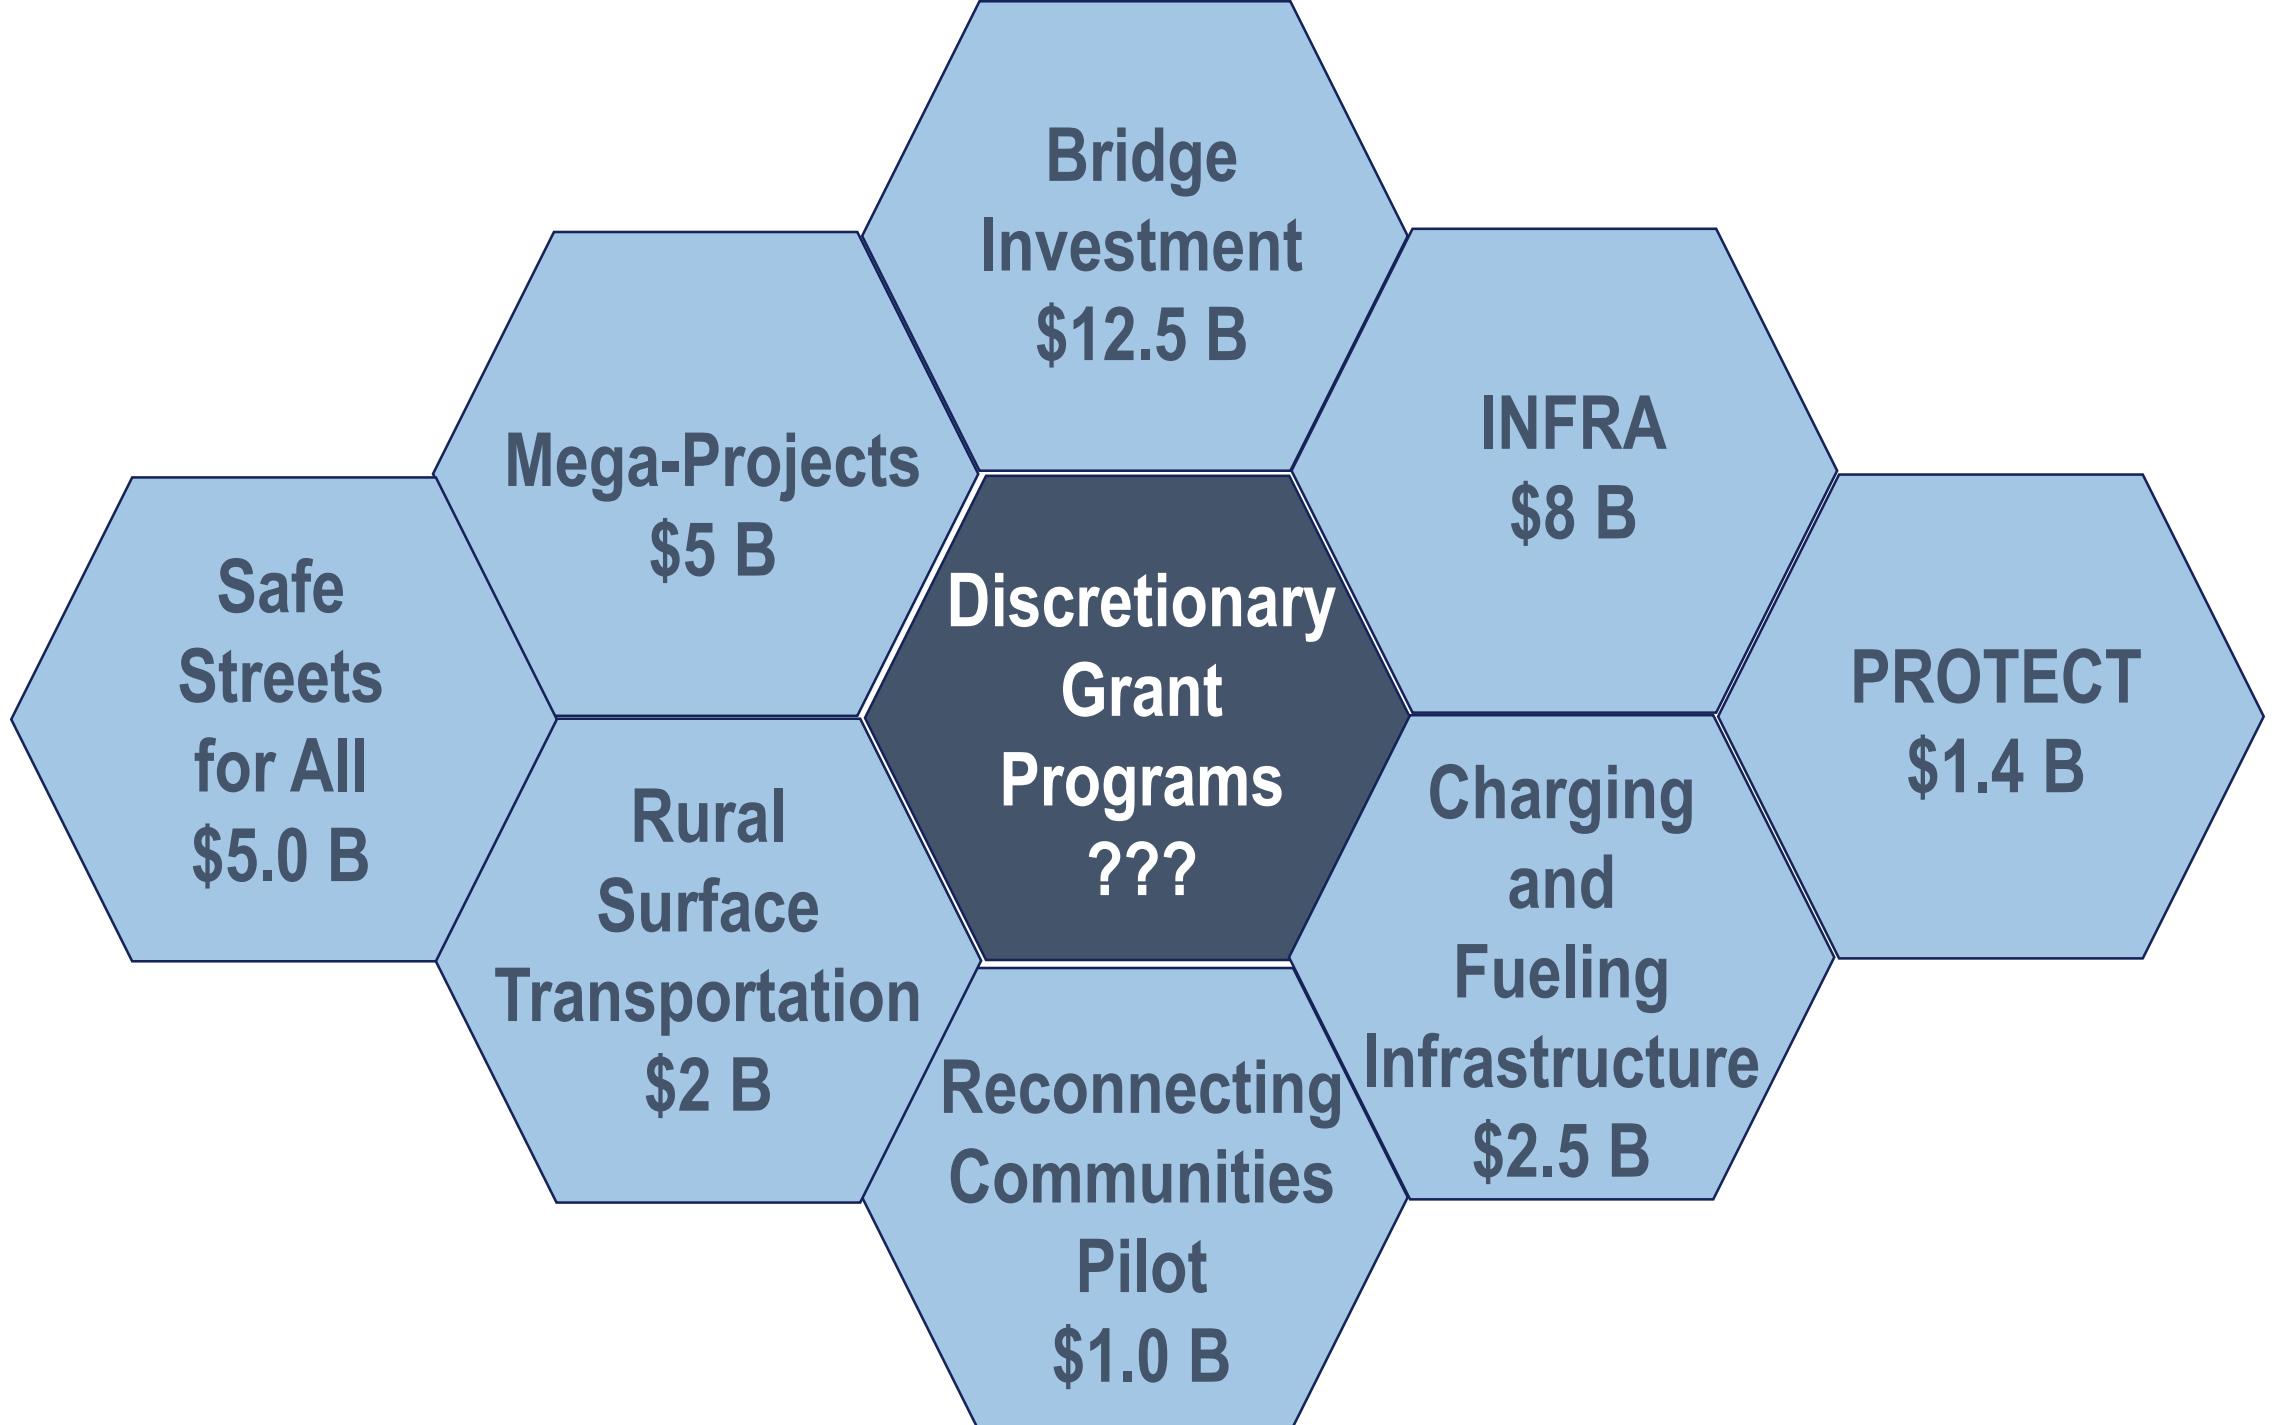 Bridge
Investment
$12.5 B
Mega-Projects
$5 B
INFRA
$8 B
Safe
Streets
for All
$5.0 B
Discretionary
Grant
Programs
???
PROTECT
$1.4 B
Rural
Surface
Transportation
$2 B
Charging
and
Fueling
Infrastructure
$2.5 B
Reconnecting
Communities
Pilot
$1.0 B